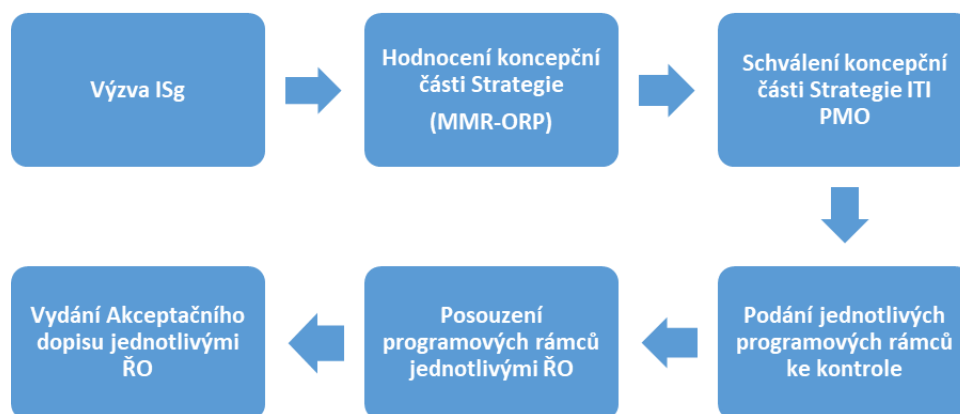 Výzva ISg
Hodnocení koncepční
části Strategie
(MMR-ORP)
Schválení koncepční
části Strategie ITI
PMO
Podání jednotlivých
programových rámců
ke kontrole
Posouzení
programových rámců
jednotlivými ŘO
Vydání Akceptačního
dopisu jednotlivými
ŘO